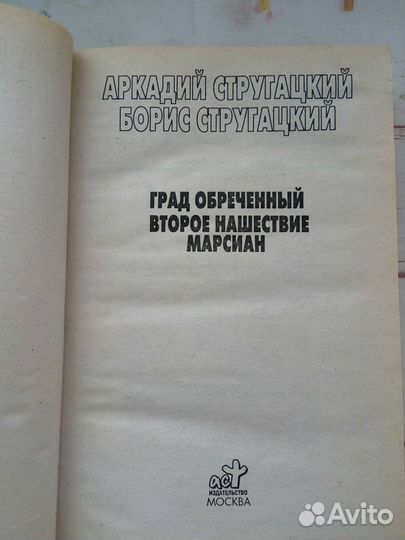 АРКАДИЙ СТРУГАЦКИЙ
БОРИС СТРУГАЦКИЙ
ГРАД ОБРЕЧЕННЫЙ
ВТОРОЕ НАШЕСТВИЕ
МАРСИАН
аст
ИЗДАТЕЛЬСТВО
МОСКВА
Avito